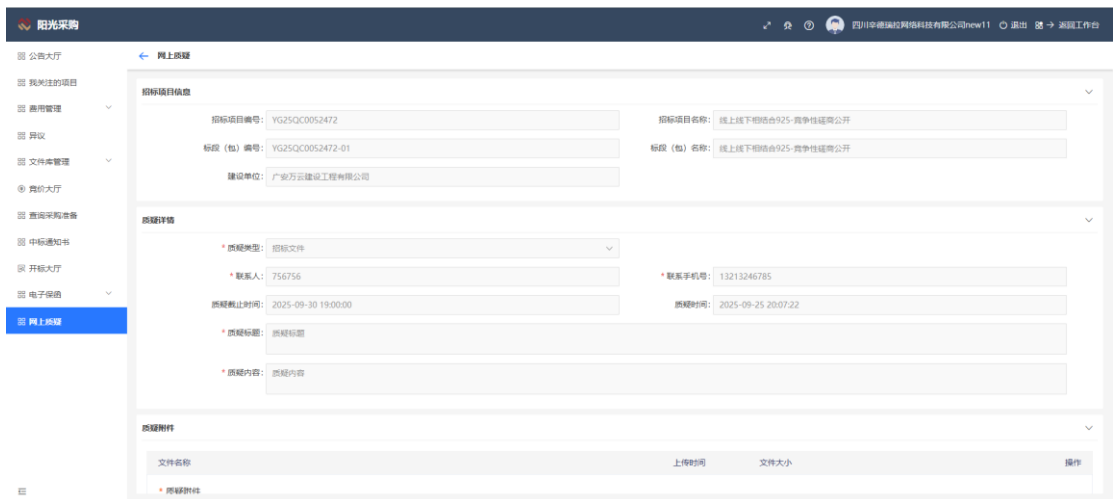 阳光采购
四川辛德瑞拉网络科技有限公司new11 退出 返回工作台
公告大厅
我关注的项目
费用管理
异议
文件库管理
竞价大厅
查阅采购准备
中标通知书
开标大厅
电子保函
网上质疑
← 网上质疑
招标项目信息
招标项目编号: YG25QC0052472 招标项目名称: 线上线下相结合925-竞争性磋商公开
标段（包）编号: YG25QC0052472-01 标段（包）名称: 线上线下相结合925-竞争性磋商公开
建设单位: 广安万云建设工程有限公司
质疑详情
* 质疑类型: 招标文件
* 联系人: 756756 * 联系手机号: 13213246785
质疑截止时间: 2025-09-30 19:00:00 质疑时间: 2025-09-25 20:07:22
* 质疑标题: 质疑标题
* 质疑内容: 质疑内容
质疑附件
文件名称 上传时间 文件大小 操作
* 质疑附件